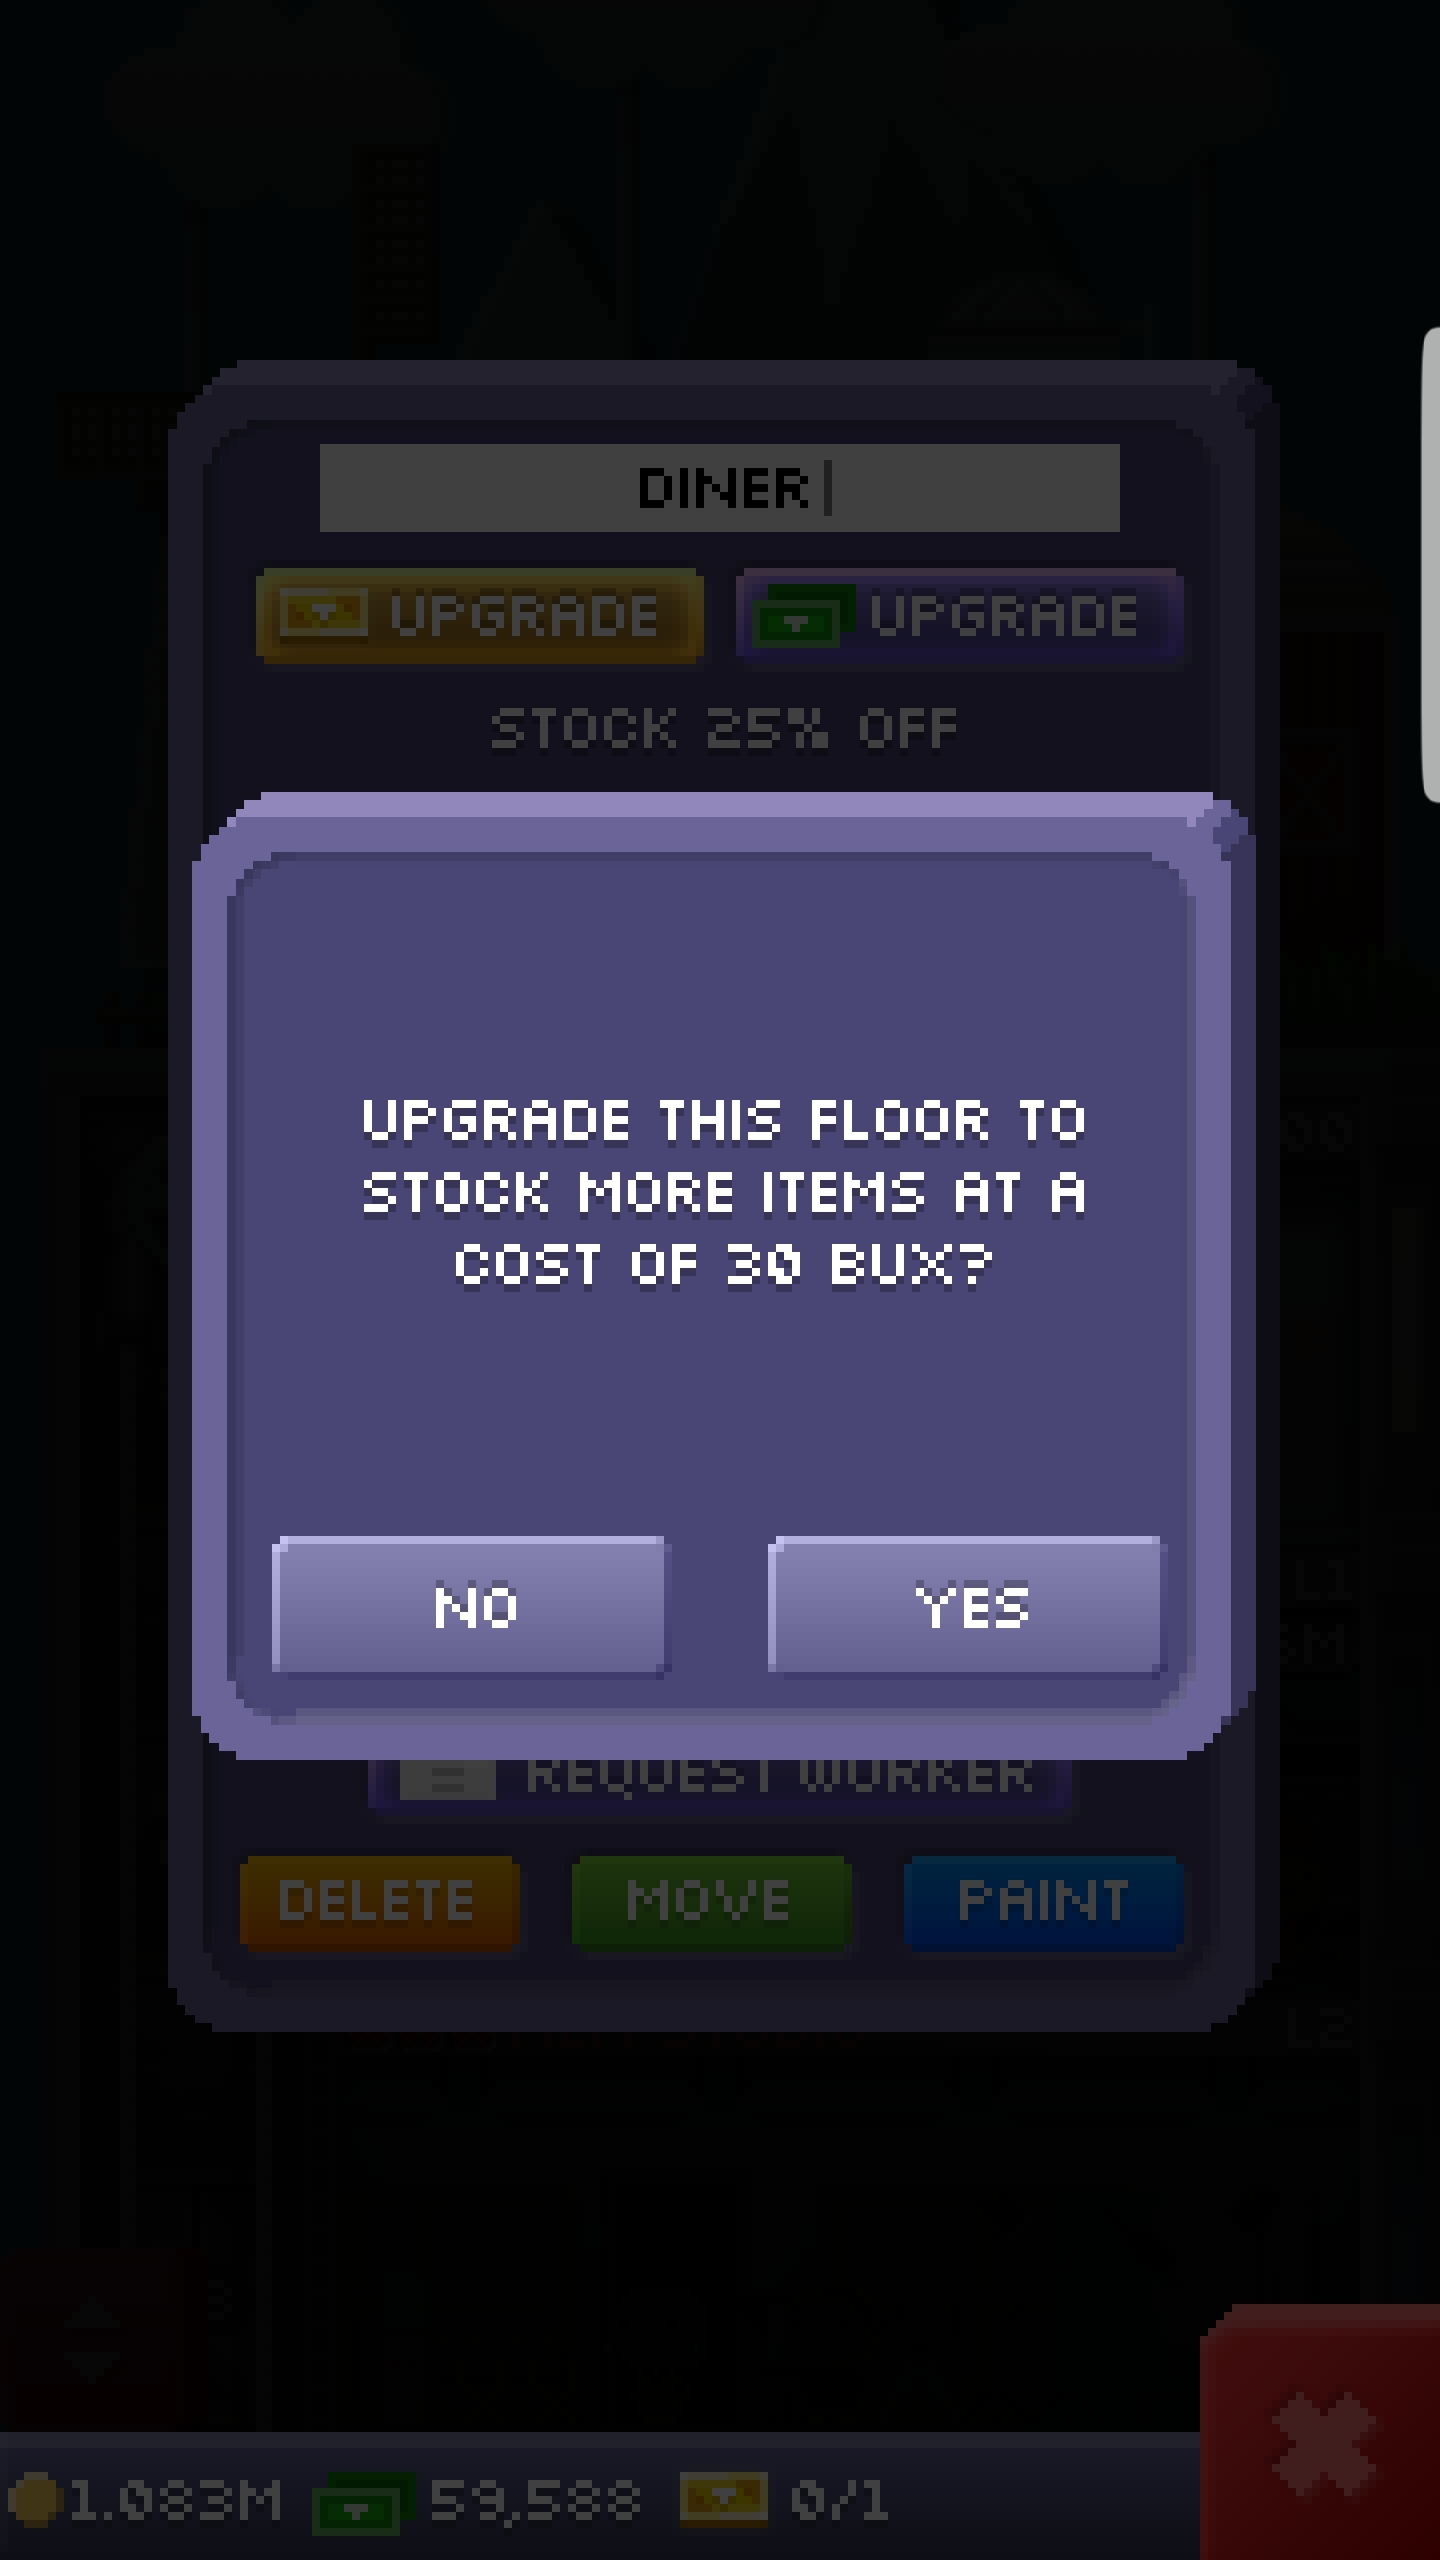 DINER
UPGRADE UPGRADE
STOCK 25% OFF
UPGRADE THIS FLOOR TO
STOCK MORE ITEMS AT A
COST OF 30 BUX?
NO YES
REQUEST WORKER
DELETE MOVE PAINT
1.083M 59,588 0/1